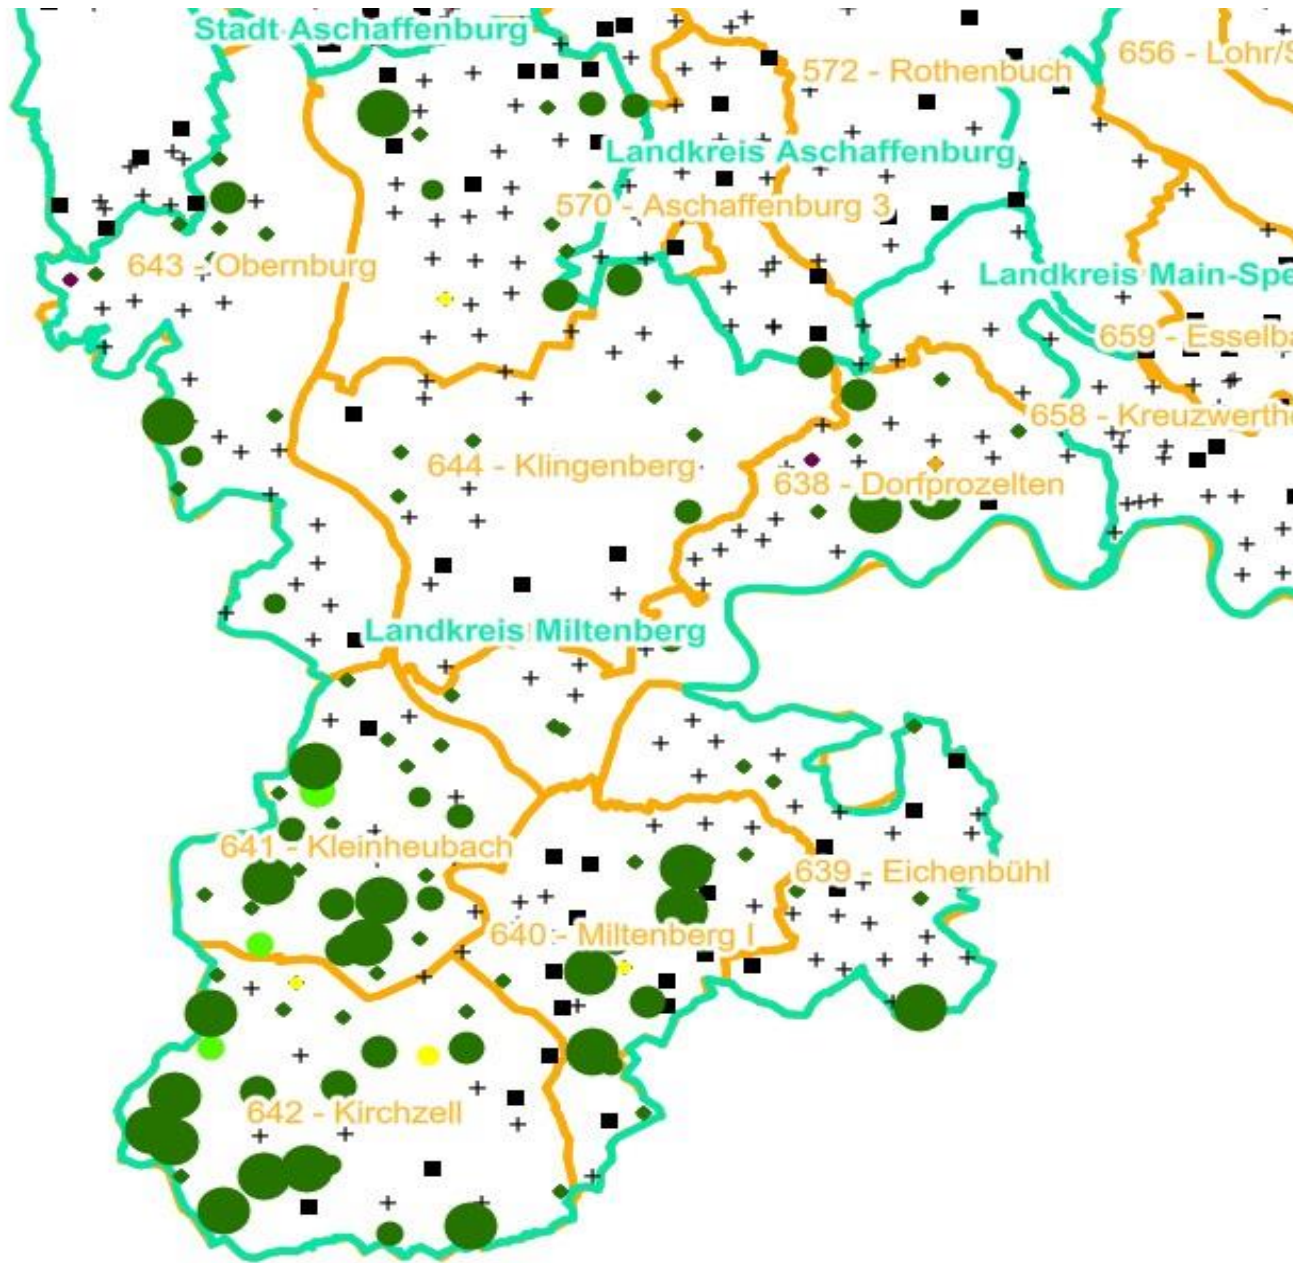 Stadt Aschaffenburg
656 - Lohr/S
572 - Rothenbuch
Landkreis Aschaffenburg
570 - Aschaffenburg 3
643 - Obernburg
Landkreis Main-Spe
659 - Esselba
658 - Kreuzwerthe
644 - Klingenberg
638 - Dorfprozelten
Landkreis Miltenberg
641 - Kleinheubach
639 - Eichenbühl
640 - Miltenberg I
642 - Kirchzell